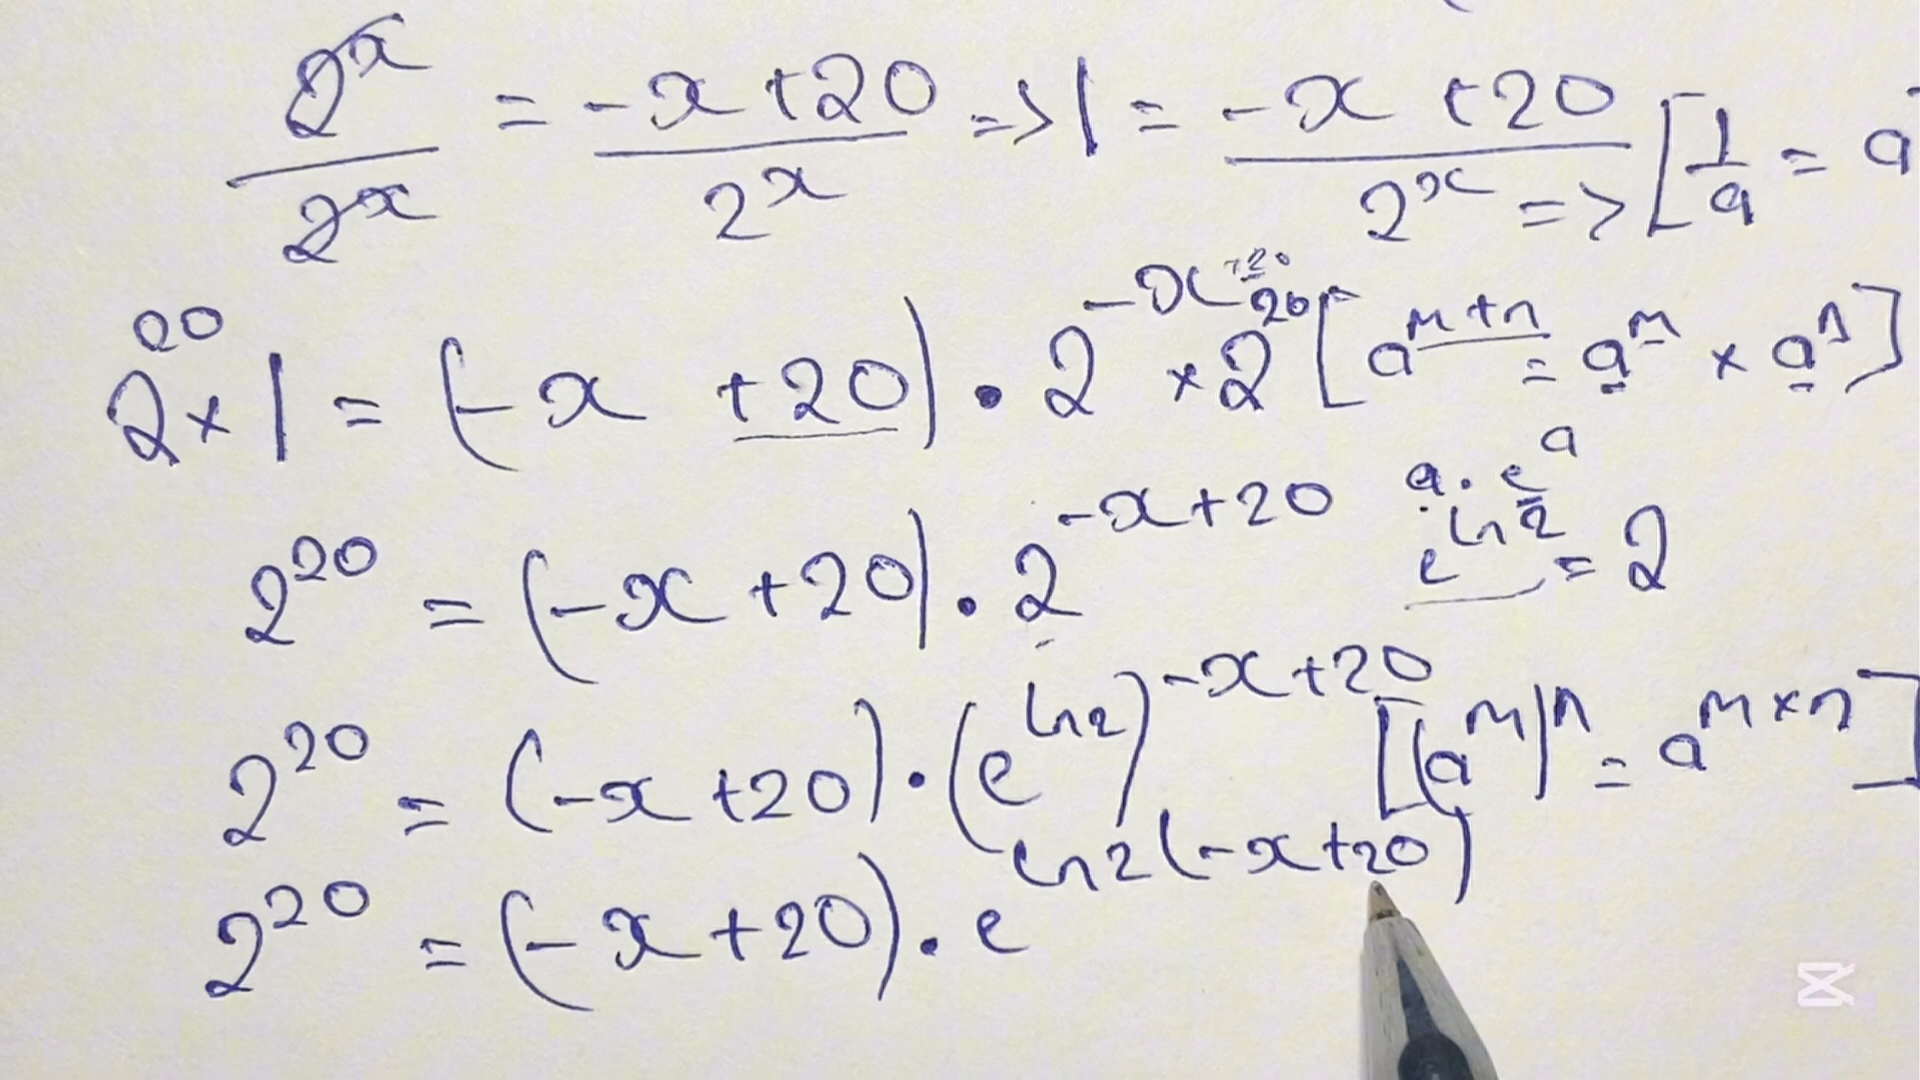 2^x / 2^x = -x + 20 / 2^x => 1 = -x + 20 / 2^x => [1/a = a
2^20 × 1 = (-x + 20) · 2^-x × 2^20 [a^m+n = a^m × a^n]
a · e^a
2^20 = (-x + 20) · 2^-x+20 e^ln2 = 2
2^20 = (-x + 20) · (e^ln2)^-x+20 [(a^m)^n = a^m×n]
2^20 = (-x + 20) · e^ln2(-x+20)